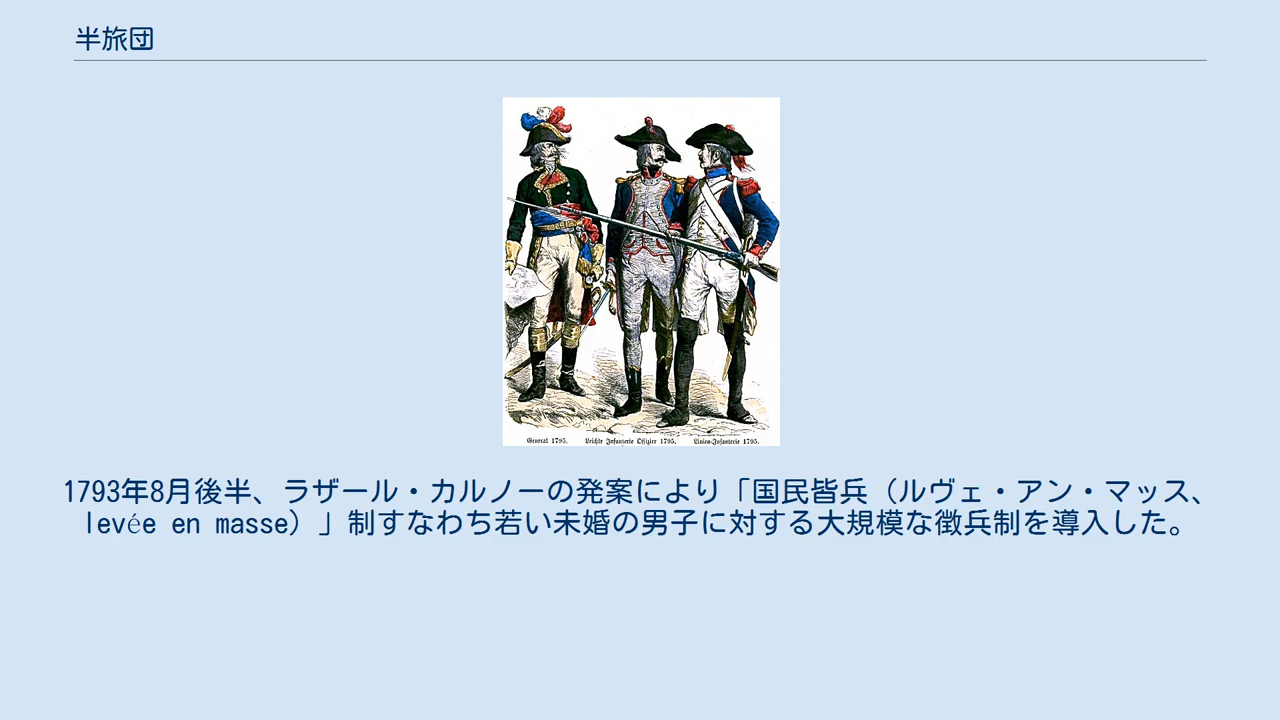 半旅団
General 1795.
Leichte Infanterie Offizier 1795.
Linien-Infanterie 1795.
1793年8月後半、ラザール・カルノーの発案により「国民皆兵（ルヴェ・アン・マッス、
levée en masse）」制すなわち若い未婚の男子に対する大規模な徴兵制を導入した。